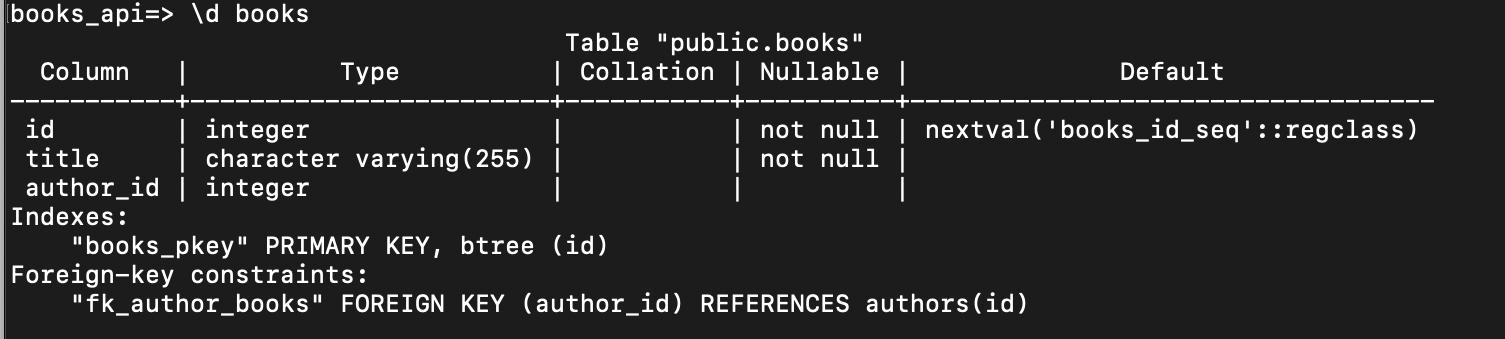 books_api=> \d books
                                     Table "public.books"
  Column   |          Type          | Collation | Nullable |              Default
-----------+------------------------+-----------+----------+-----------------------------------
 id        | integer                |           | not null | nextval('books_id_seq'::regclass)
 title     | character varying(255) |           | not null |
 author_id | integer                |           |          |
Indexes:
    "books_pkey" PRIMARY KEY, btree (id)
Foreign-key constraints:
    "fk_author_books" FOREIGN KEY (author_id) REFERENCES authors(id)